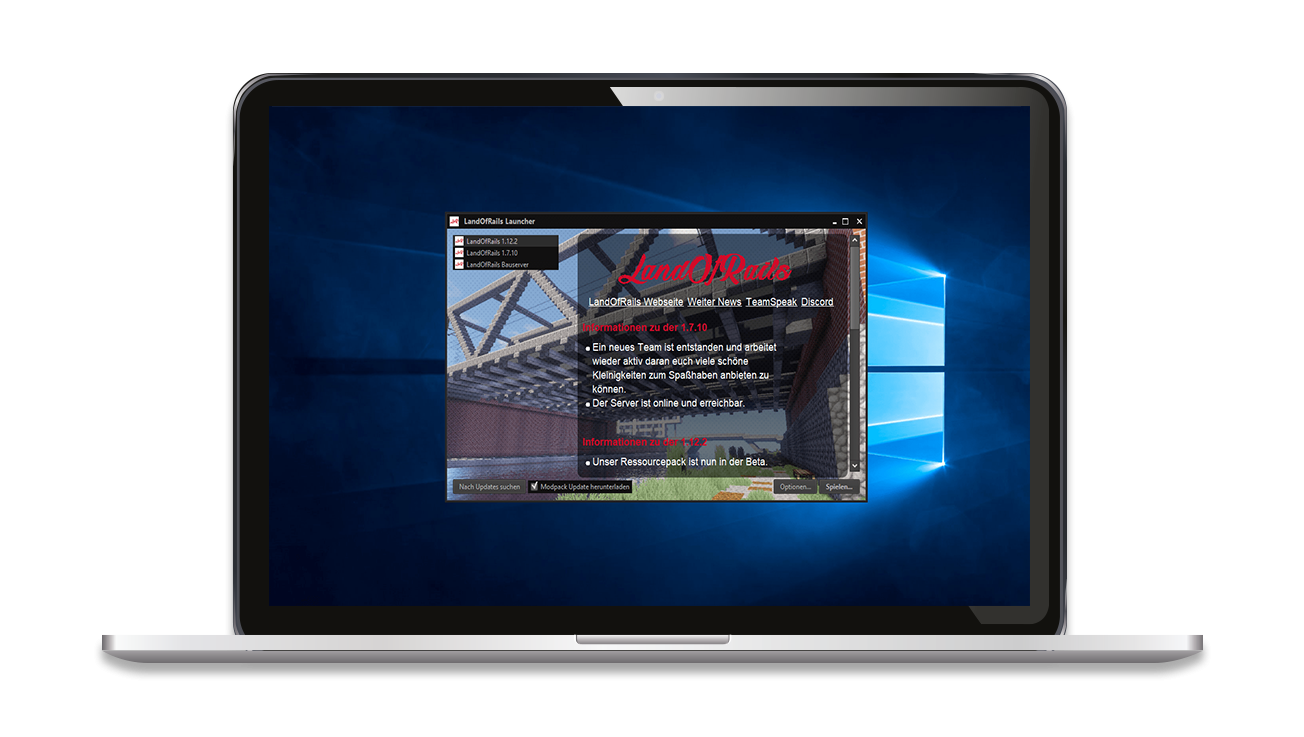 LandOfRails Launcher
LandOfRails 1.12.2
LandOfRails 1.7.10
LandOfRails Bauserver
LandOfRails
LandOfRails Webseite Weiter News TeamSpeak Discord
Informationen zu der 1.7.10
Ein neues Team ist entstanden und arbeitet
wieder aktiv daran euch viele schöne
Kleinigkeiten zum Spaßhaben anbieten zu
können.
Der Server ist online und erreichbar.
Informationen zu der 1.12.2
Unser Ressourcepack ist nun in der Beta.
Nach Updates suchen
Modpack Update herunterladen
Optionen...
Spielen...